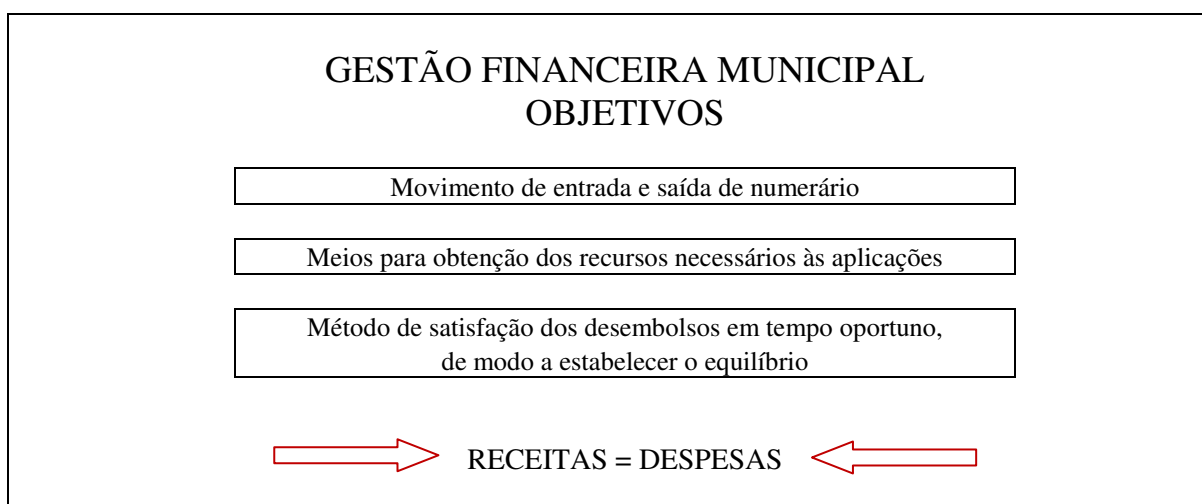 GESTÃO FINANCEIRA MUNICIPAL
OBJETIVOS
Movimento de entrada e saída de numerário
Meios para obtenção dos recursos necessários às aplicações
Método de satisfação dos desembolsos em tempo oportuno,
de modo a estabelecer o equilíbrio
RECEITAS = DESPESAS